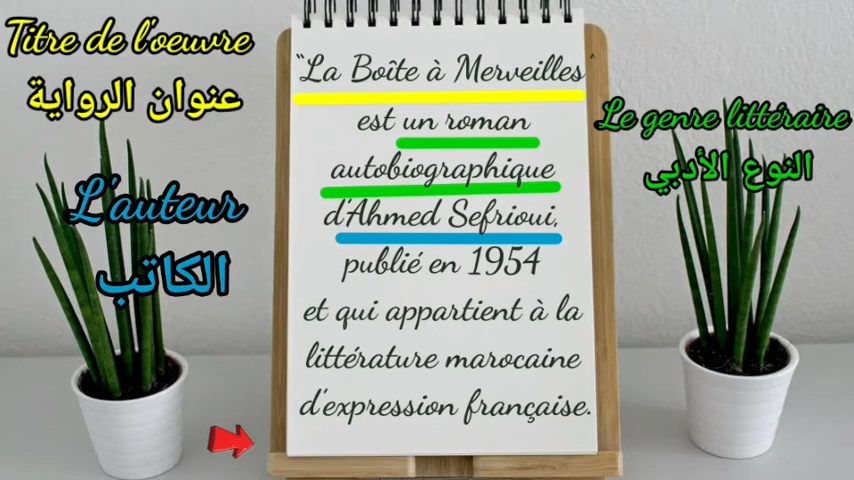 Titre de l'oeuvre
عنوان الرواية
L'auteur
الكاتب
"La Boîte à Merveilles"
est un roman
autobiographique
d'Ahmed Sefrioui,
publié en 1954
et qui appartient à la
littérature marocaine
d'expression française.
Le genre littéraire
النوع الأدبي